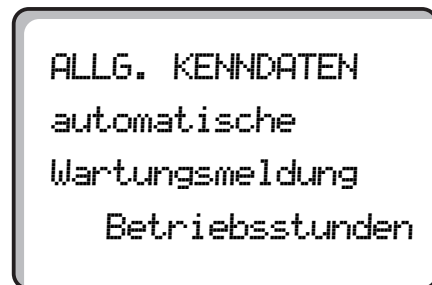 ALLG. KENNDATEN
automatische
Wartungsmeldung
Betriebsstunden